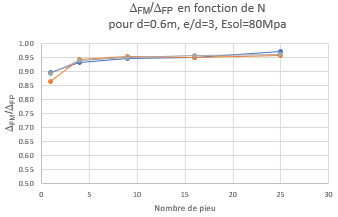 ΔFM/ΔFP en fonction de N
pour d=0.6m, e/d=3, Esol=80Mpa
ΔFM/ΔFP
1.00
0.95
0.90
0.85
0.80
0.75
0.70
0.65
0.60
0.55
0.50
0 5 10 15 20 25 30
Nombre de pieu